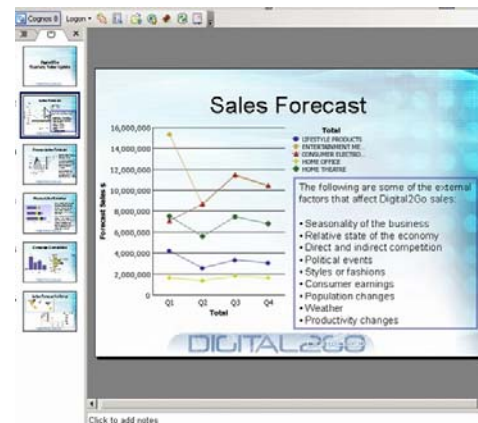 Cognos 8 Logon
Sales Forecast
Total
LIFESTYLE PRODUCTS
ENTERTAINMENT ME...
CONSUMER ELECTRO...
HOME OFFICE
HOME THEATRE
Forecast Sales $
16,000,000
14,000,000
12,000,000
10,000,000
8,000,000
6,000,000
4,000,000
2,000,000
0
Q1 Q2 Q3 Q4
Total
The following are some of the external
factors that affect Digital2Go sales:
• Seasonality of the business
• Relative state of the economy
• Direct and indirect competition
• Political events
• Styles or fashions
• Consumer earnings
• Population changes
• Weather
• Productivity changes
DIGITAL2GO
Click to add notes